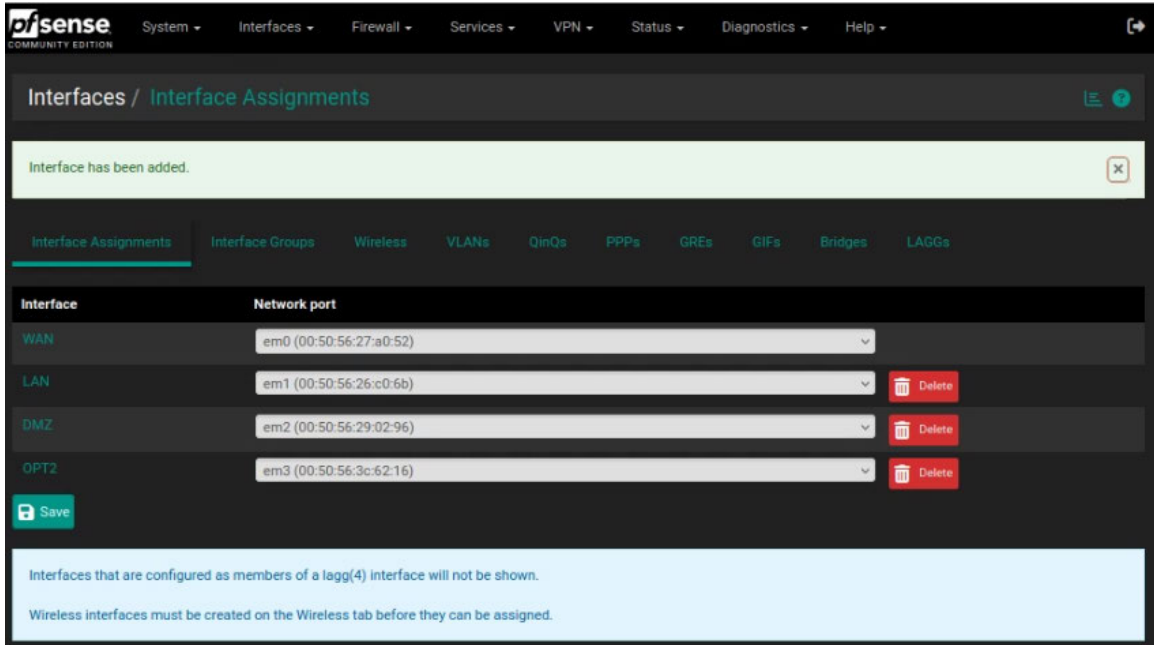 pfsense System Interfaces Firewall Services VPN Status Diagnostics Help
COMMUNITY EDITION
Interfaces / Interface Assignments
Interface has been added.
Interface Assignments Interface Groups Wireless VLANs QinQs PPPs GREs GIFs Bridges LAGGs
Interface Network port
WAN em0 (00:50:56:27:a0:52)
LAN em1 (00:50:56:26:c0:6b) Delete
DMZ em2 (00:50:56:29:02:96) Delete
OPT2 em3 (00:50:56:3c:62:16) Delete
Save
Interfaces that are configured as members of a lagg(4) interface will not be shown.
Wireless interfaces must be created on the Wireless tab before they can be assigned.